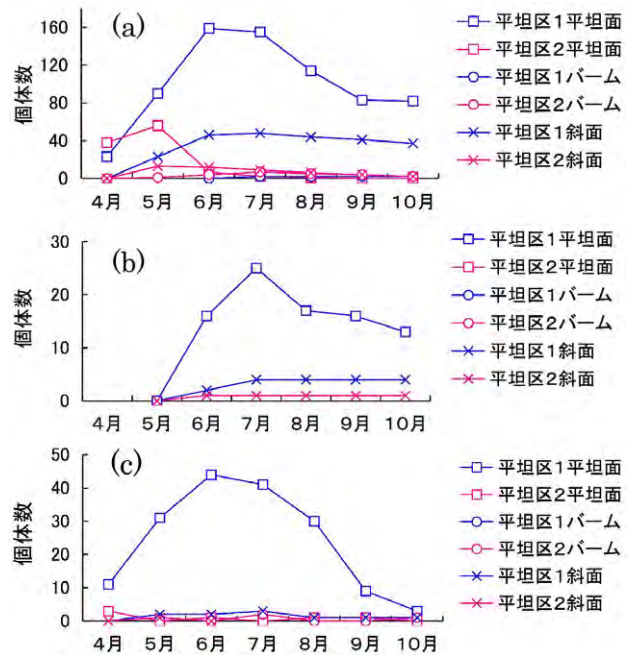 (a)
160
120
80
40
0
個体数
4月 5月 6月 7月 8月 9月 10月
平坦区1平坦面
平坦区2平坦面
平坦区1バーム
平坦区2バーム
平坦区1斜面
平坦区2斜面
(b)
30
20
10
0
個体数
4月 5月 6月 7月 8月 9月 10月
平坦区1平坦面
平坦区2平坦面
平坦区1バーム
平坦区2バーム
平坦区1斜面
平坦区2斜面
(c)
50
40
30
20
10
0
個体数
4月 5月 6月 7月 8月 9月 10月
平坦区1平坦面
平坦区2平坦面
平坦区1バーム
平坦区2バーム
平坦区1斜面
平坦区2斜面